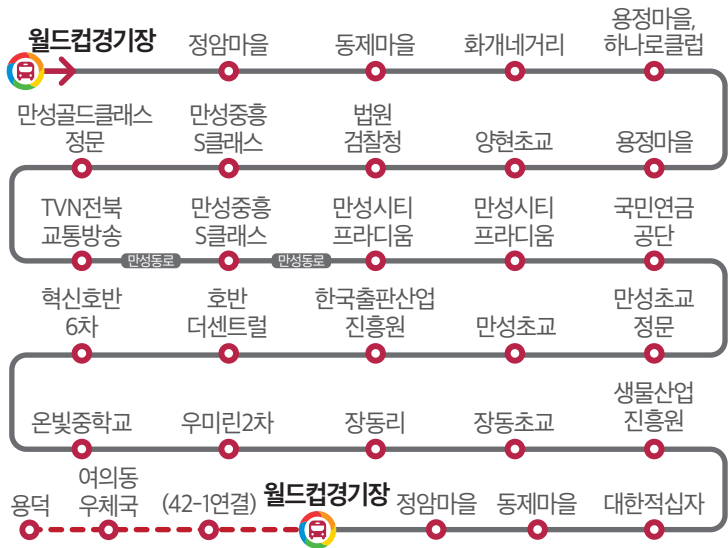 월드컵경기장
정암마을
동제마을
화개네거리
용정마을,
하나로클럽
만성골드클래스
정문
만성중흥
S클래스
법원
검찰청
양현초교
용정마을
TVN전북
교통방송
만성동로
만성중흥
S클래스
만성동로
만성시티
프라디움
만성시티
프라디움
국민연금
공단
혁신호반
6차
호반
더센트럴
한국출판산업
진흥원
만성초교
만성초교
정문
온빛중학교
우미린2차
장동리
장동초교
생물산업
진흥원
용덕
여의동
우체국
(42-1연결)
월드컵경기장
정암마을
동제마을
대한적십자